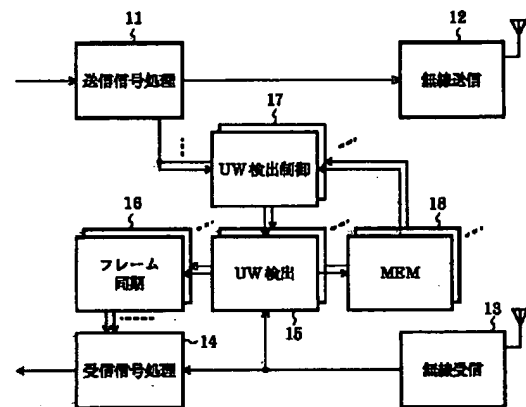 11
送信信号処理
12
無線送信
17
UW検出制御
16
フレーム
同期
UW検出
15
18
MEM
14
受信信号処理
13
無線受信